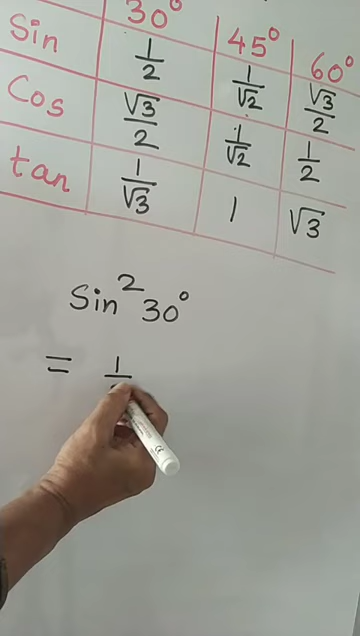 30° 45° 60°
Sin 1/2 1/√2 √3/2
Cos √3/2 1/√2 1/2
tan 1/√3 1 √3
Sin² 30°
= 1/